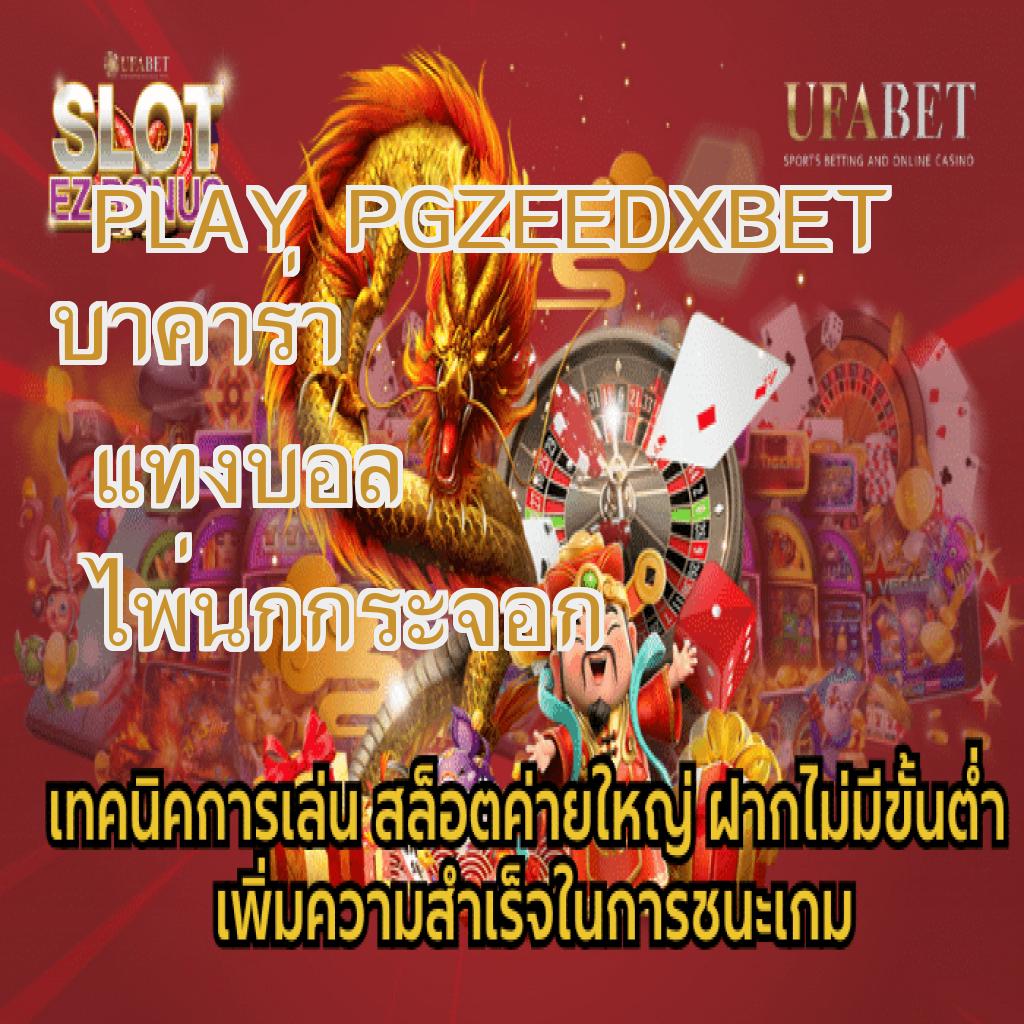 UFABET
SLOT
UFABET
SPORTS BETTING AND ONLINE CASINO
PLAY PGZEEDXBET
บาคาร่า
แทงบอล
ไพ่นกกระจอก
เทคนิคการเล่น สล็อตค่ายใหญ่ ฝากไม่มีขั้นต่ำ
เพิ่มความสำเร็จในการชนะเกม